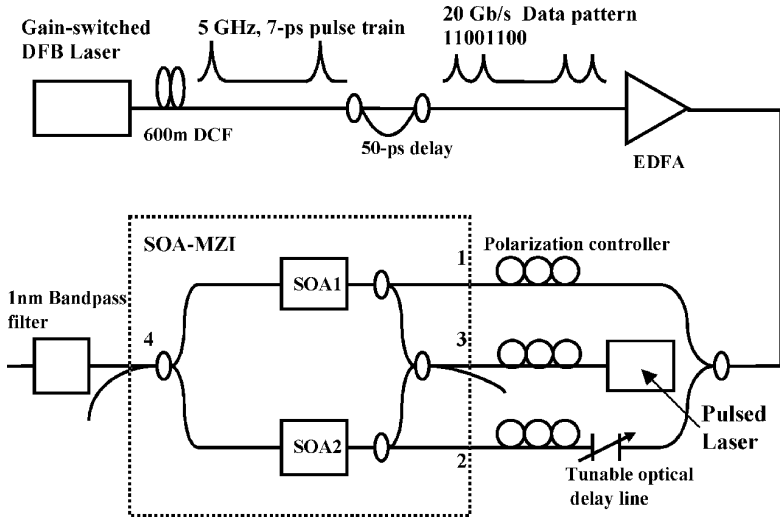 Gain-switched
DFB Laser
5 GHz, 7-ps pulse train
20 Gb/s Data pattern
11001100
600m DCF
50-ps delay
EDFA
SOA-MZI
1
Polarization controller
SOA1
1nm Bandpass
filter
4
3
Pulsed
Laser
SOA2
2
Tunable optical
delay line